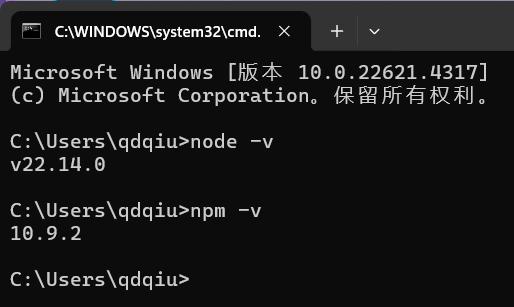 C:\WINDOWS\system32\cmd.
Microsoft Windows [版本 10.0.22621.4317]
(c) Microsoft Corporation。保留所有权利。
C:\Users\qdqiu>node -v
v22.14.0
C:\Users\qdqiu>npm -v
10.9.2
C:\Users\qdqiu>